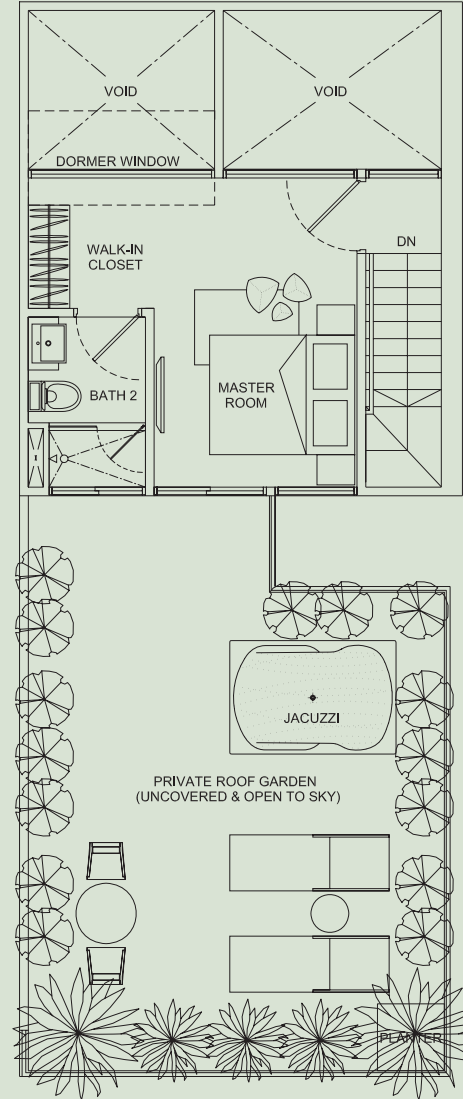 VOID
VOID
DORMER WINDOW
DN
WALK-IN
CLOSET
BATH 2
MASTER
ROOM
JACUZZI
PRIVATE ROOF GARDEN
(UNCOVERED & OPEN TO SKY)
PLANTER